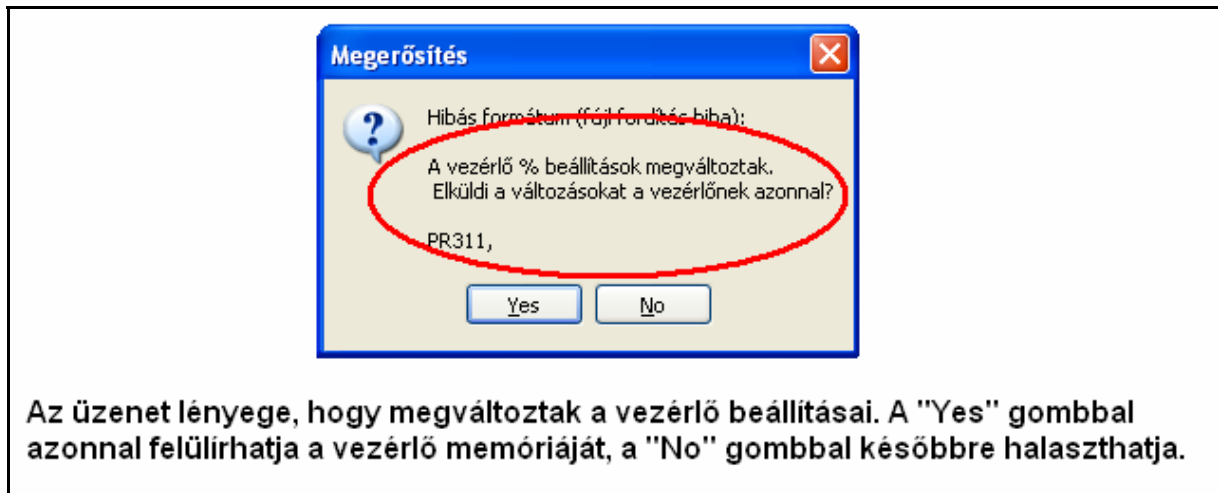 Megerősítés
Hibás formátum (fájl fordítás hiba):
A vezérlő % beállítások megváltoztak.
Elküldi a változásokat a vezérlőnek azonnal?
PR311,
Yes No
Az üzenet lényege, hogy megváltoztak a vezérlő beállításai. A "Yes" gombbal
azonnal felülírhatja a vezérlő memóriáját, a "No" gombbal későbbre halaszthatja.